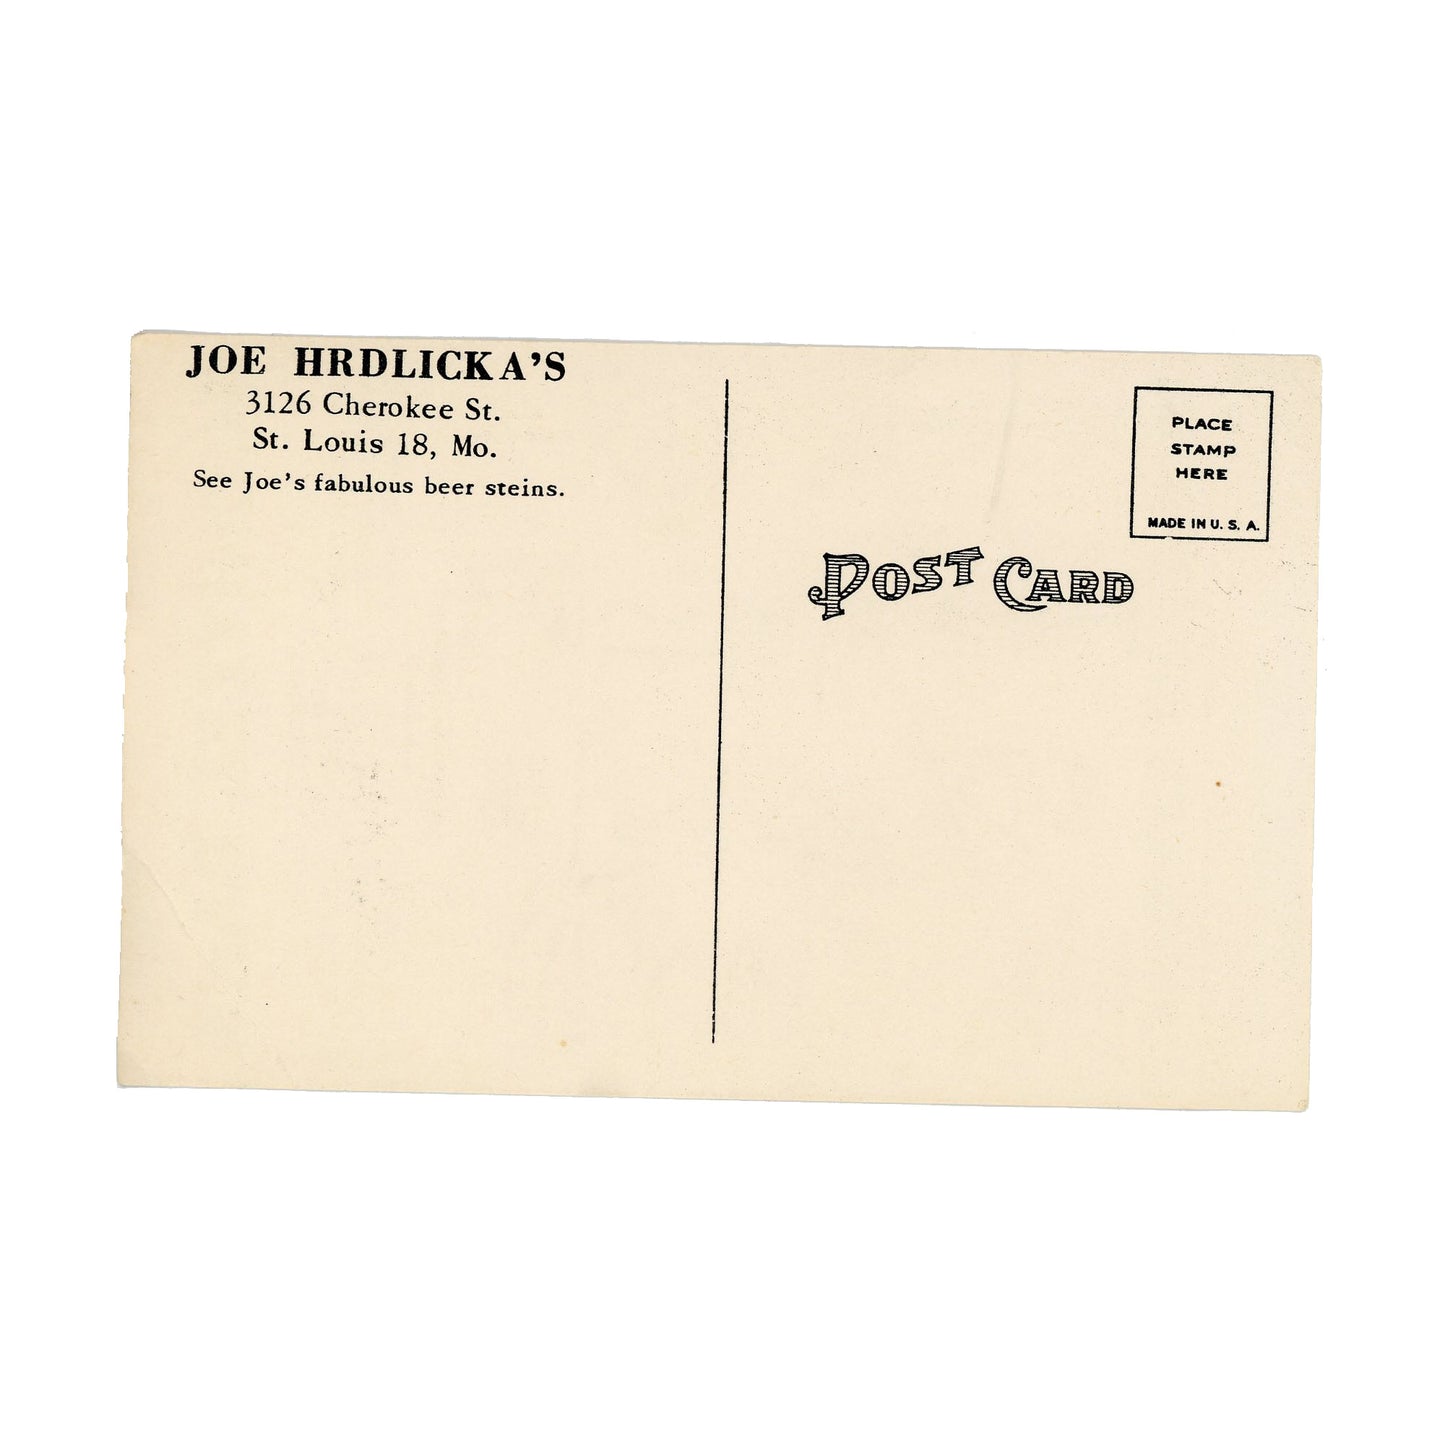 JOE HRDLICKA'S
3126 Cherokee St.
St. Louis 18, Mo.
See Joe's fabulous beer steins.
PLACE
STAMP
HERE
MADE IN U. S. A.
POST CARD